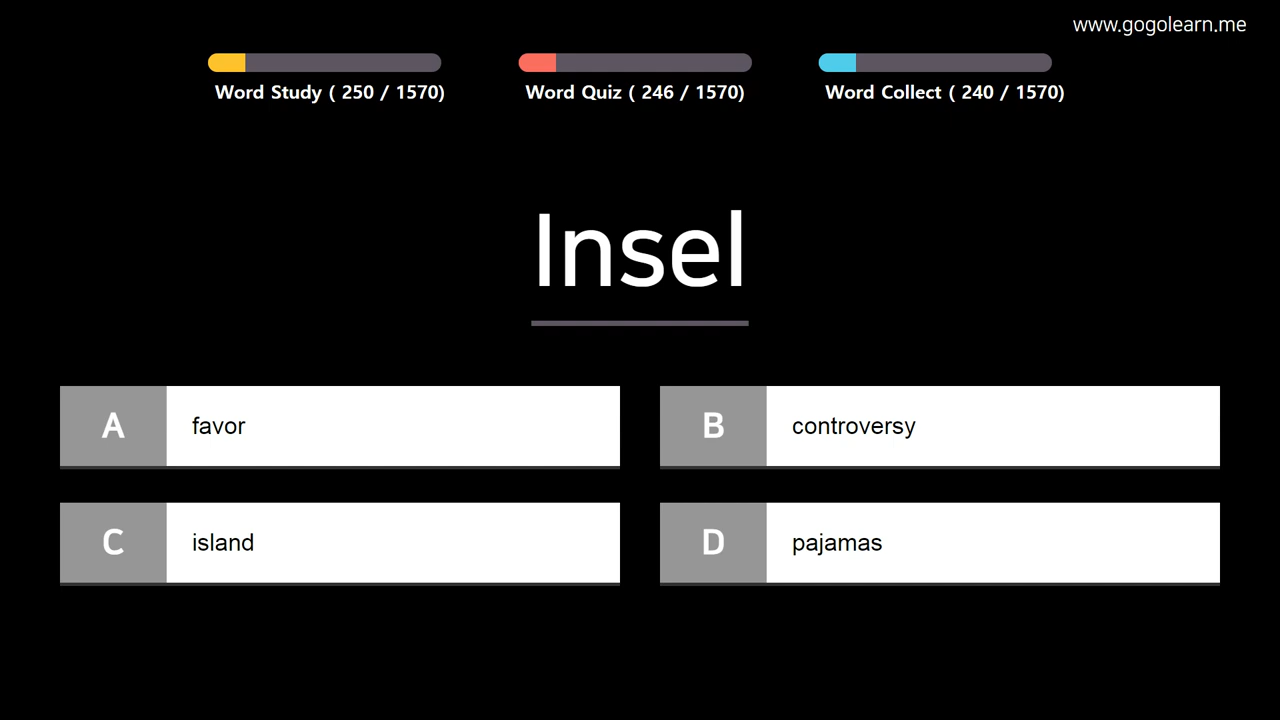 www.gogolearn.me
Word Study ( 250 / 1570)
Word Quiz ( 246 / 1570)
Word Collect ( 240 / 1570)
Insel
A favor
B controversy
C island
D pajamas